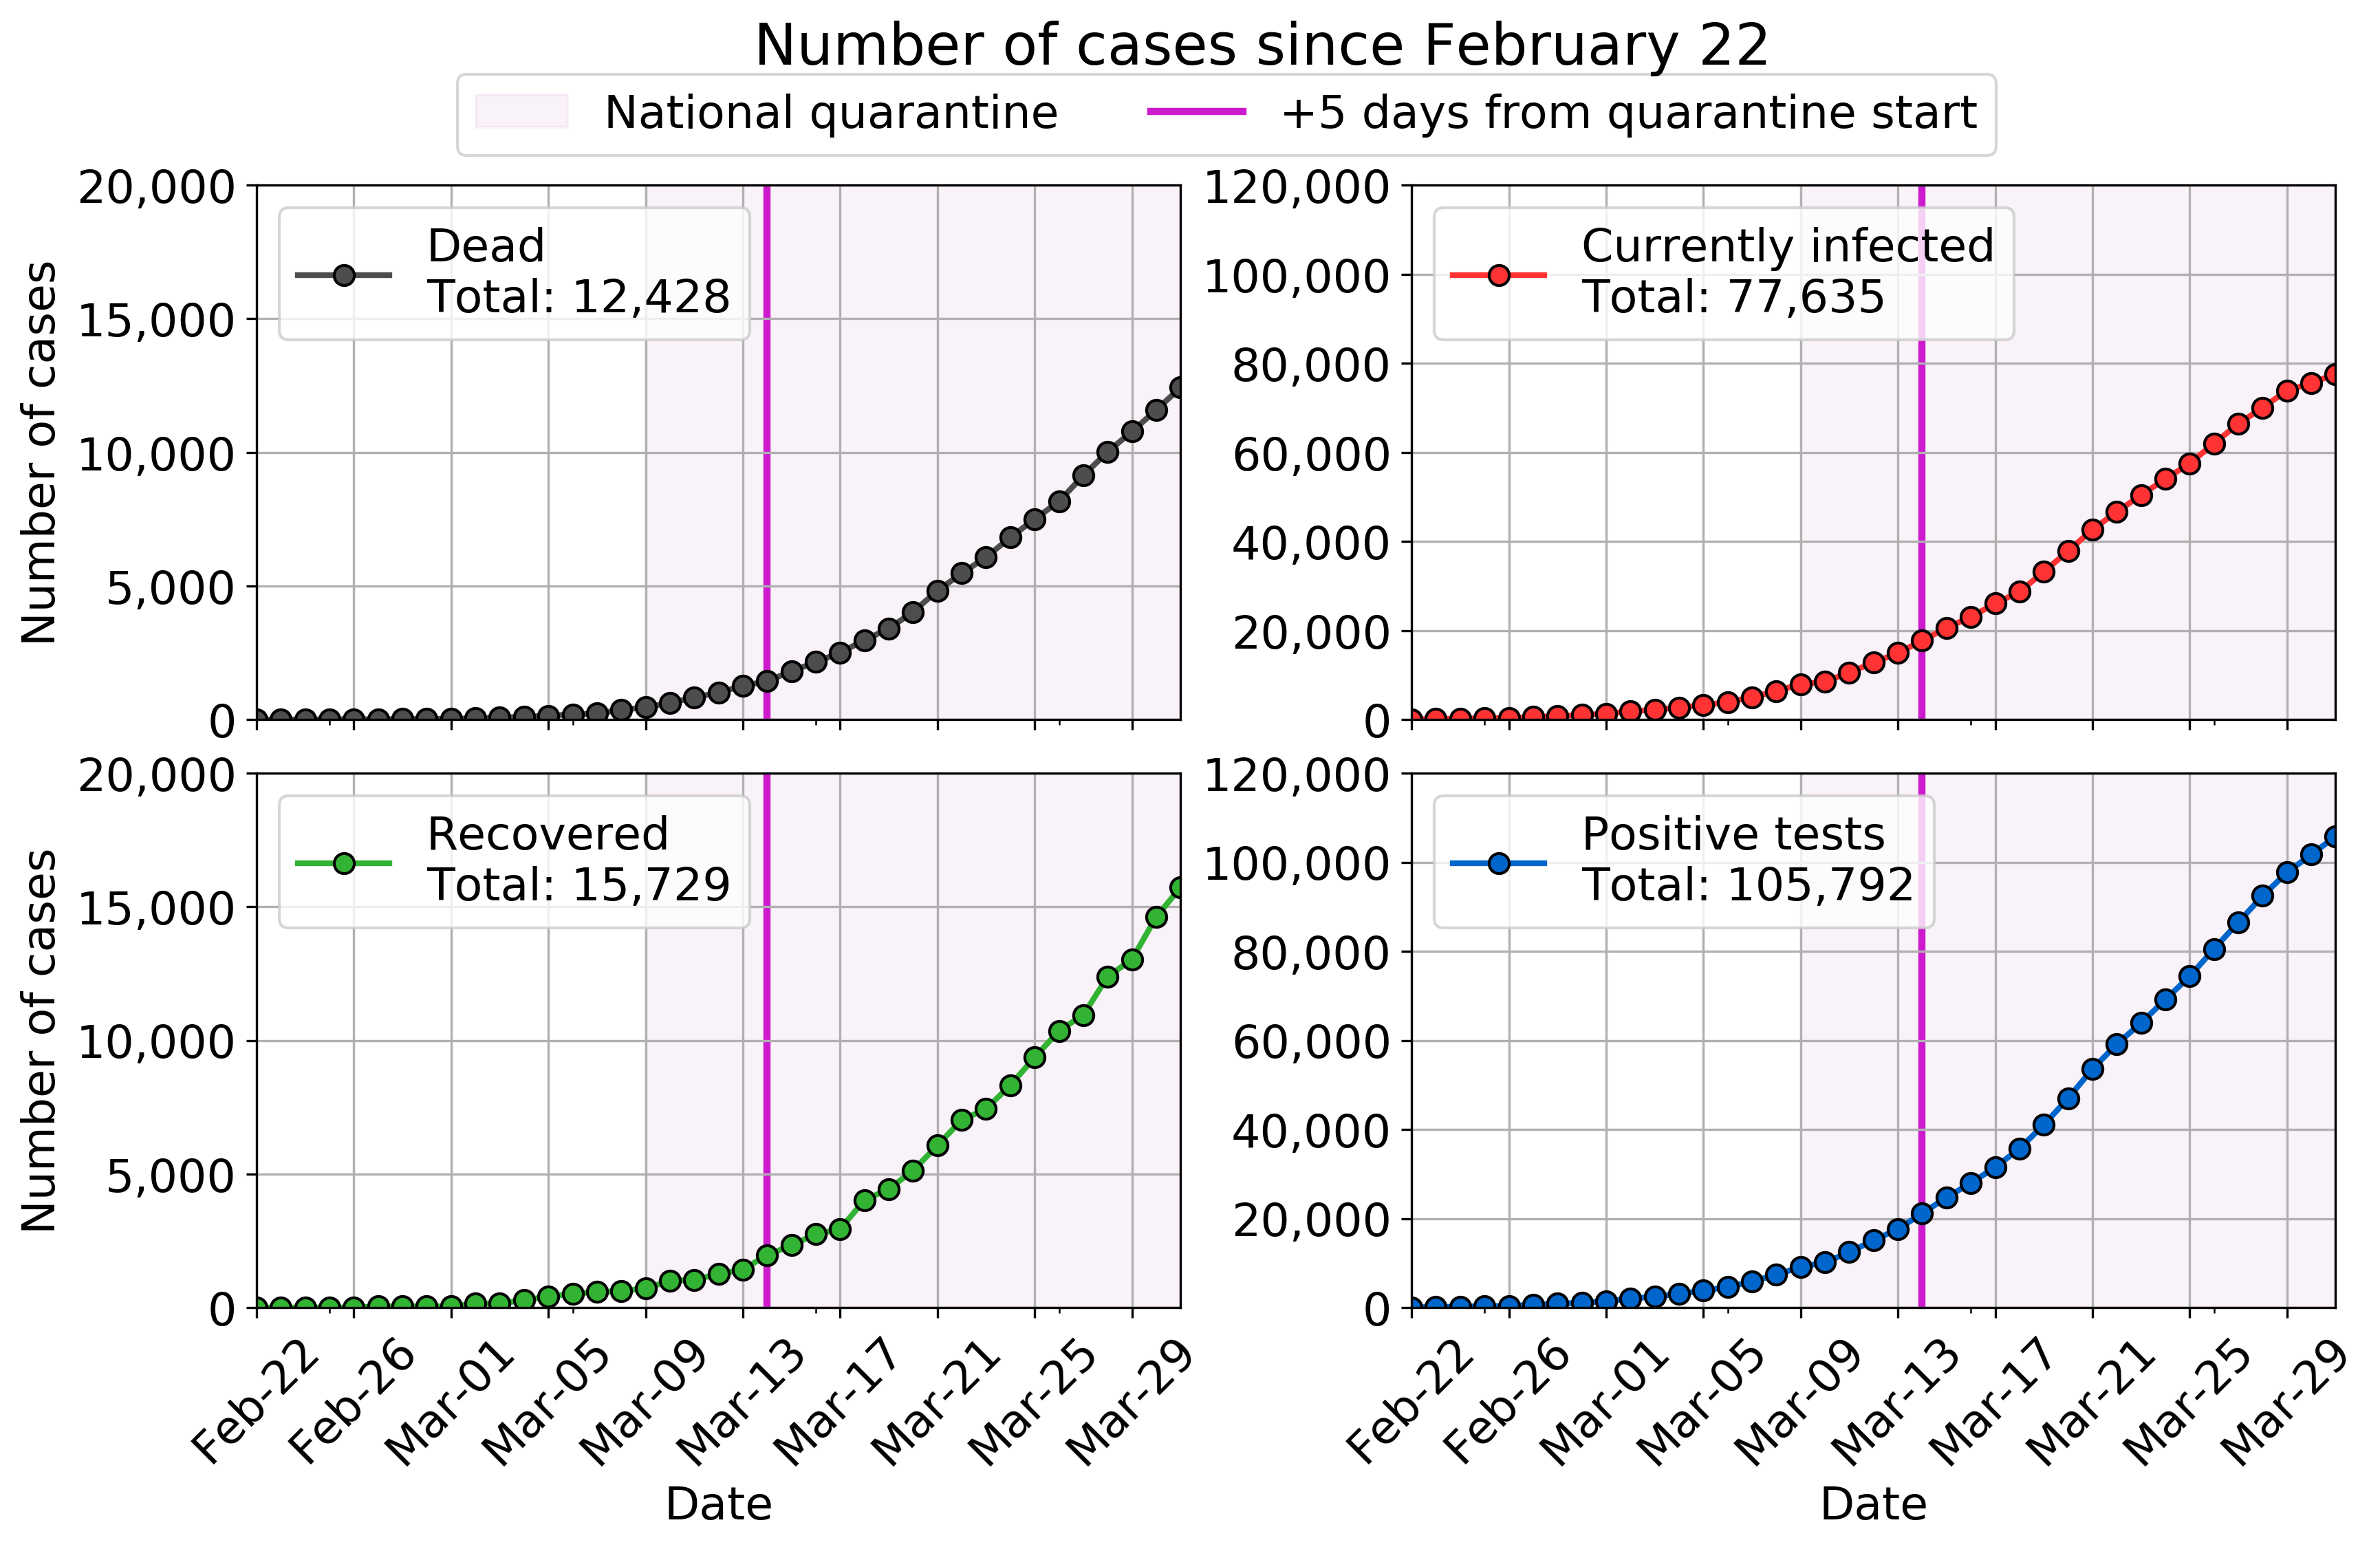 Number of cases since February 22
National quarantine
+5 days from quarantine start
20,000
15,000
10,000
5,000
0
Number of cases
Dead
Total: 12,428
120,000
100,000
80,000
60,000
40,000
20,000
0
Currently infected
Total: 77,635
20,000
15,000
10,000
5,000
0
Number of cases
Recovered
Total: 15,729
Feb-22
Feb-26
Mar-01
Mar-05
Mar-09
Mar-13
Mar-17
Mar-21
Mar-25
Mar-29
Date
120,000
100,000
80,000
60,000
40,000
20,000
0
Positive tests
Total: 105,792
Feb-22
Feb-26
Mar-01
Mar-05
Mar-09
Mar-13
Mar-17
Mar-21
Mar-25
Mar-29
Date